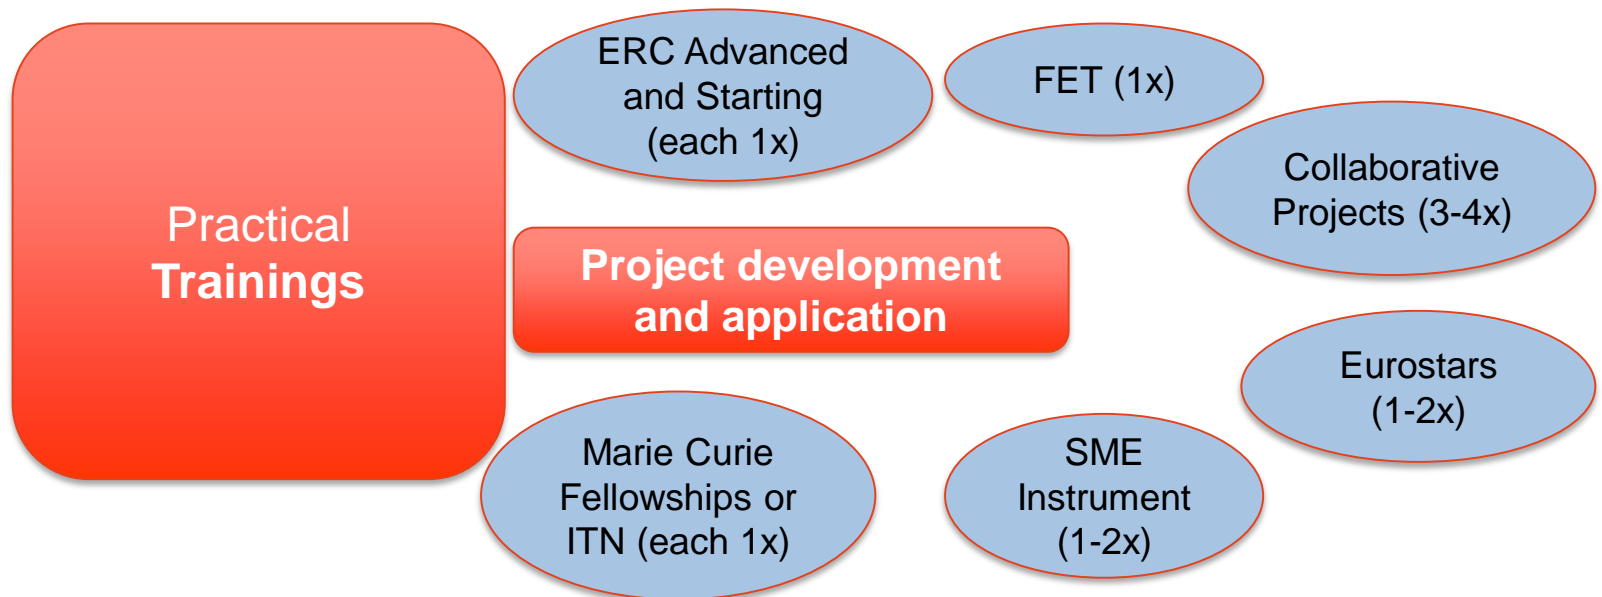 Practical
Trainings
ERC Advanced
and Starting
(each 1x)
FET (1x)
Collaborative
Projects (3-4x)
Project development
and application
Eurostars
(1-2x)
Marie Curie
Fellowships or
ITN (each 1x)
SME
Instrument
(1-2x)